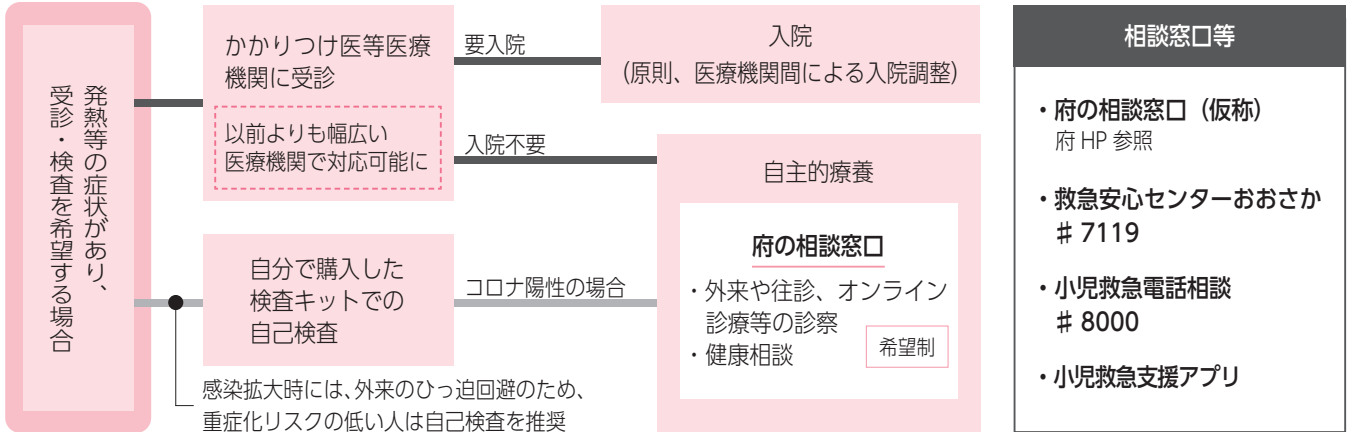 発熱等の症状があり、
受診・検査を希望する場合
かかりつけ医等医療
機関に受診
以前よりも幅広い
医療機関で対応可能に
要入院
入院
(原則、医療機関間による入院調整)
入院不要
自主的療養
府の相談窓口
・外来や往診、オンライン
診療等の診察
・健康相談
希望制
自分で購入した
検査キットでの
自己検査
コロナ陽性の場合
感染拡大時には、外来のひっ迫回避のため、
重症化リスクの低い人は自己検査を推奨
相談窓口等
・府の相談窓口（仮称）
府 HP 参照
・救急安心センターおおさか
＃7119
・小児救急電話相談
＃8000
・小児救急支援アプリ